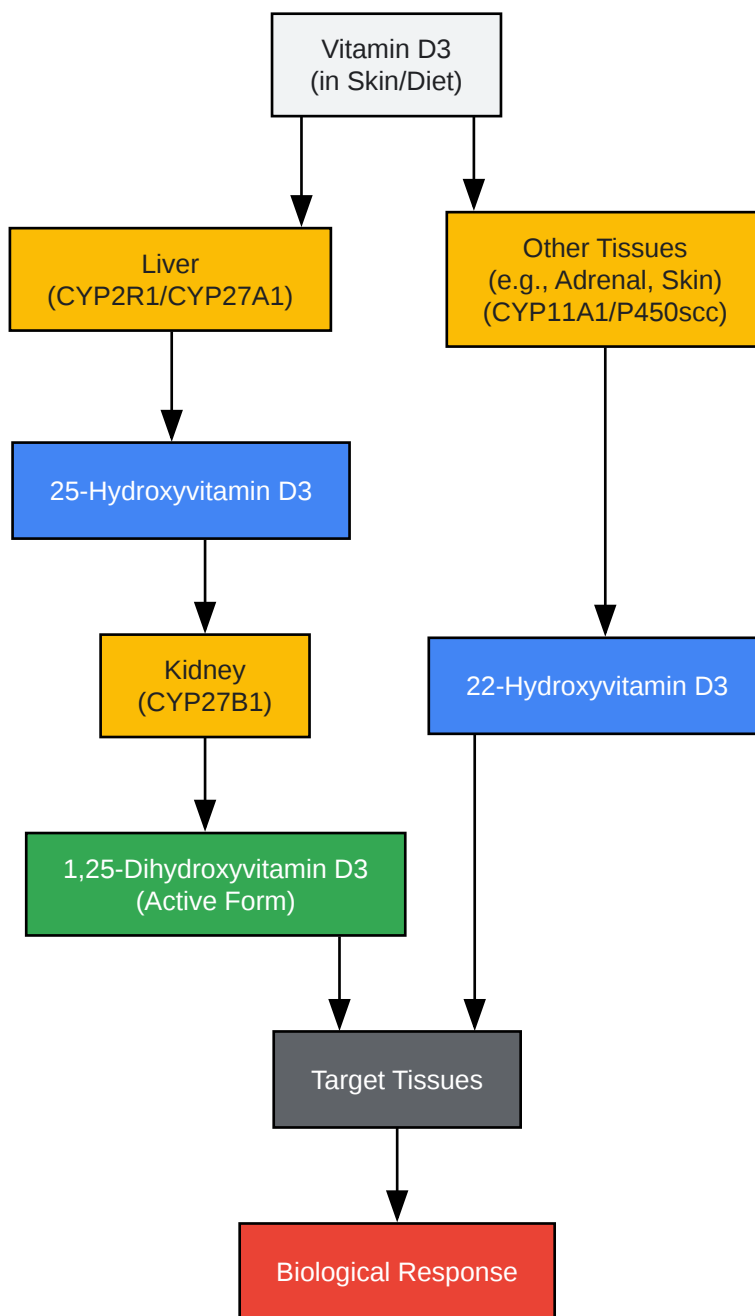 Vitamin D3
(in Skin/Diet)
Liver
(CYP2R1/CYP27A1)
Other Tissues
(e.g., Adrenal, Skin)
(CYP11A1/P450scc)
25-Hydroxyvitamin D3
Kidney
(CYP27B1)
22-Hydroxyvitamin D3
1,25-Dihydroxyvitamin D3
(Active Form)
Target Tissues
Biological Response